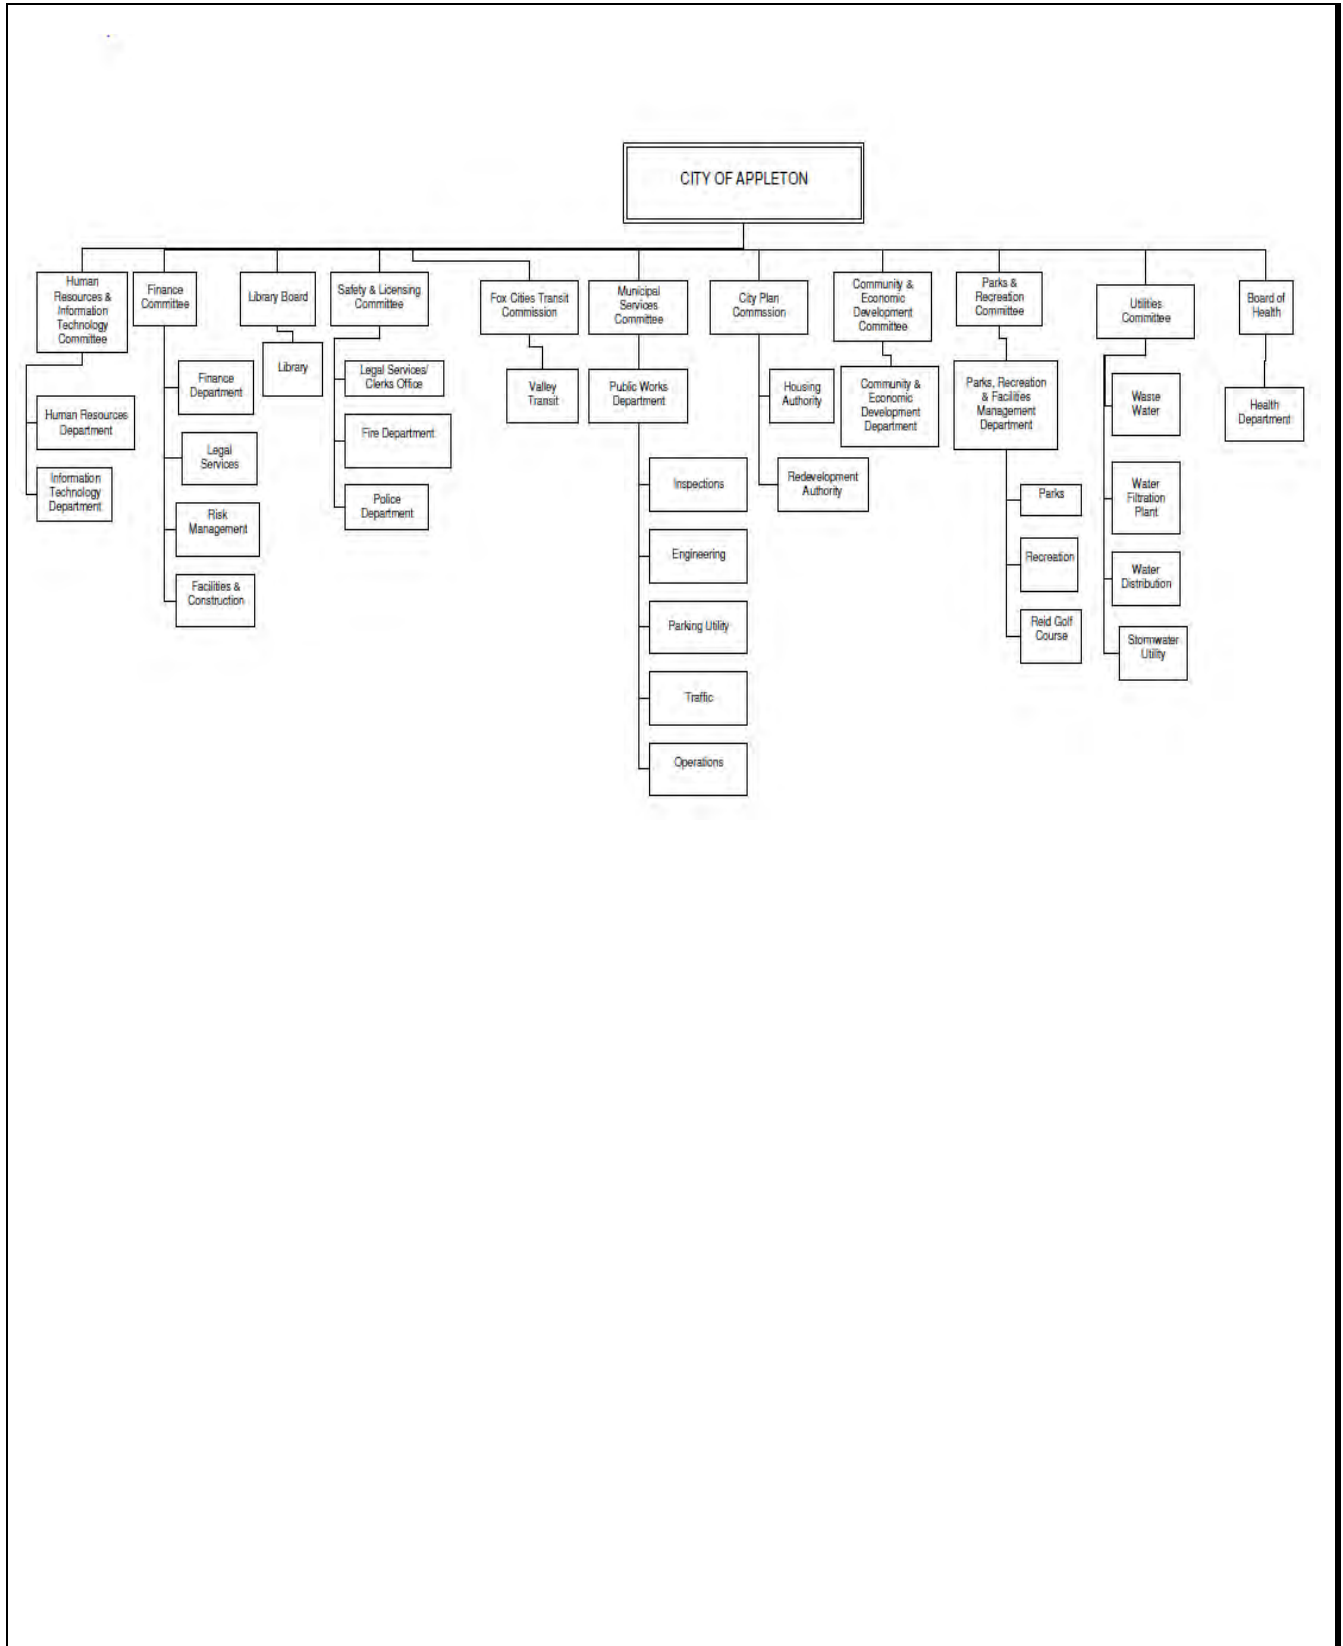 CITY OF APPLETON
Human
Resources &
Information
Technology
Committee
Finance
Committee
Library Board
Safety & Licensing
Committee
Fox Cities Transit
Commission
Municipal
Services
Committee
City Plan
Commssion
Community &
Economic
Development
Committee
Parks &
Recreation
Committee
Utilities
Committee
Board of
Health
Human Resources
Department
Information
Technology
Department
Finance
Department
Legal
Services
Risk
Management
Facilities &
Construction
Library
Legal Services/
Clerks Office
Fire Department
Police
Department
Valley
Transit
Public Works
Department
Inspections
Engineering
Parking Utility
Traffic
Operations
Housing
Authority
Redevelopment
Authority
Community &
Economic
Development
Department
Parks, Recreation
& Facilities
Management
Department
Parks
Recreation
Reid Golf
Course
Waste
Water
Water
Filtration
Plant
Water
Distribution
Stormwater
Utility
Health
Department